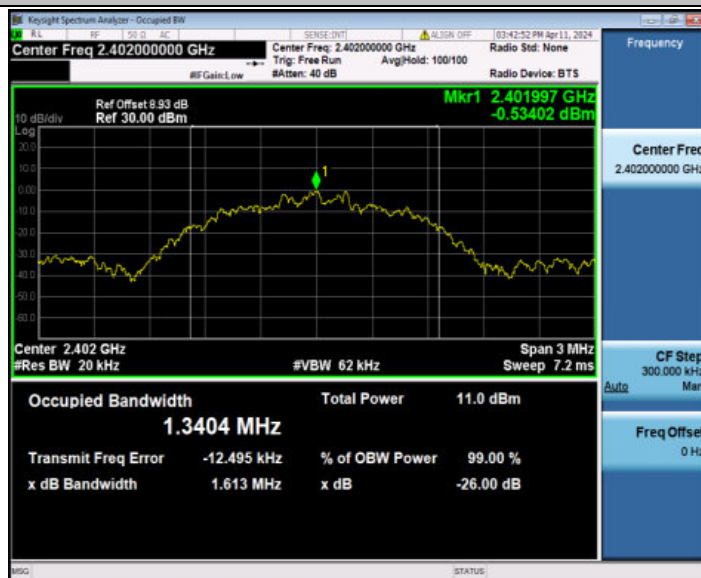 Keysight Spectrum Analyzer - Occupied BW
RL RF 50 Ω AC SENSE:INT ALIGN OFF 03:42:52 PM Apr 11, 2024
Center Freq 2.402000000 GHz Center Freq: 2.402000000 GHz Radio Std: None Frequency
Trig: Free Run Avg|Hold: 100/100
#IFGain:Low #Atten: 40 dB Radio Device: BTS
Ref Offset 8.93 dB Mkr1 2.401997 GHz
10 dB/div Ref 30.00 dBm -0.53402 dBm
Log
20.0
10.0
0.00
-10.0
-20.0
-30.0
-40.0
-50.0
-60.0
1
Center 2.402 GHz Span 3 MHz
#Res BW 20 kHz #VBW 62 kHz Sweep 7.2 ms
Occupied Bandwidth Total Power 11.0 dBm
1.3404 MHz
Transmit Freq Error -12.495 kHz % of OBW Power 99.00 %
x dB Bandwidth 1.613 MHz x dB -26.00 dB
Center Freq
2.402000000 GHz
CF Step
300.000 kHz
Auto Man
Freq Offset
0 Hz
MSG STATUS